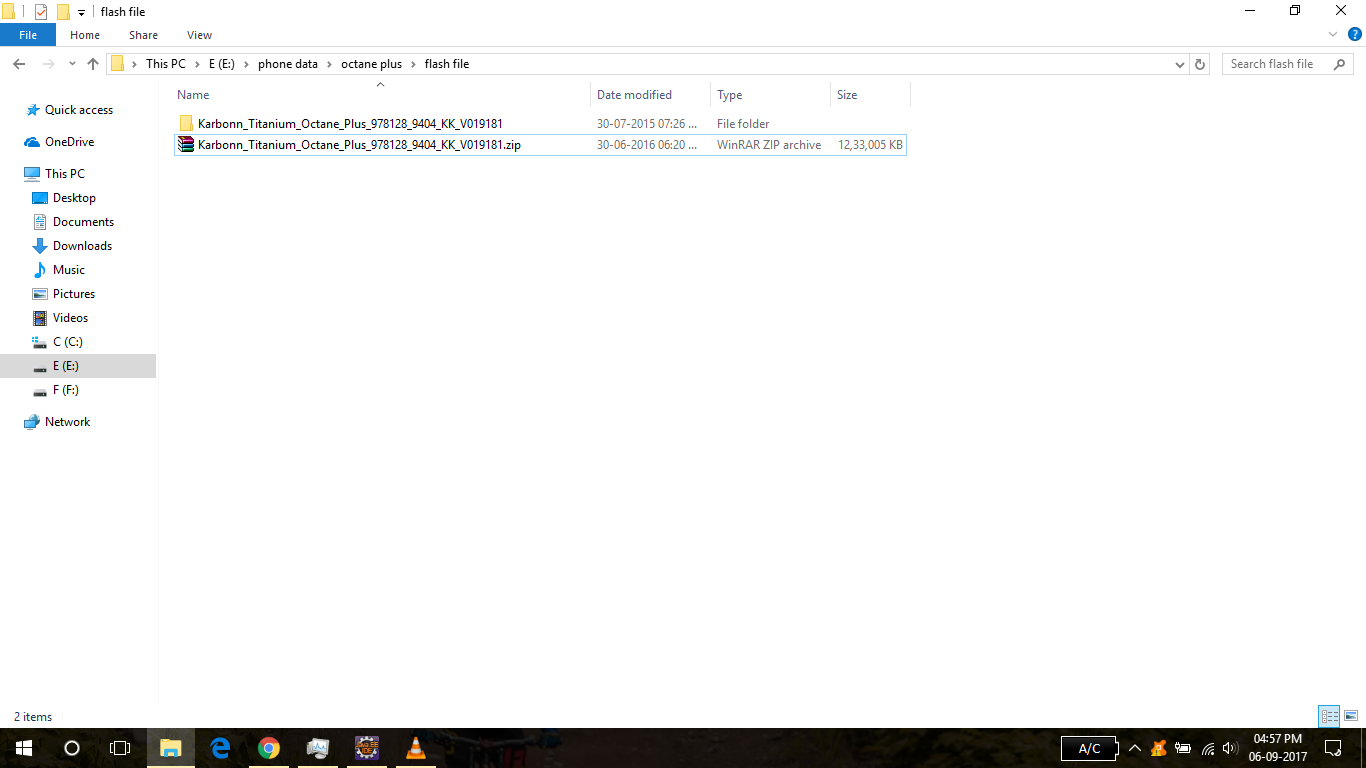 flash file
File Home Share View
This PC E (E:) phone data octane plus flash file
Search flash file
Name Date modified Type Size
Quick access
OneDrive
This PC
Desktop
Documents
Downloads
Music
Pictures
Videos
C (C:)
E (E:)
F (F:)
Network
Karbonn_Titanium_Octane_Plus_978128_9404_KK_V019181 30-07-2015 07:26 ... File folder
Karbonn_Titanium_Octane_Plus_978128_9404_KK_V019181.zip 30-06-2016 06:20 ... WinRAR ZIP archive 12,33,005 KB
2 items
A/C
04:57 PM
06-09-2017